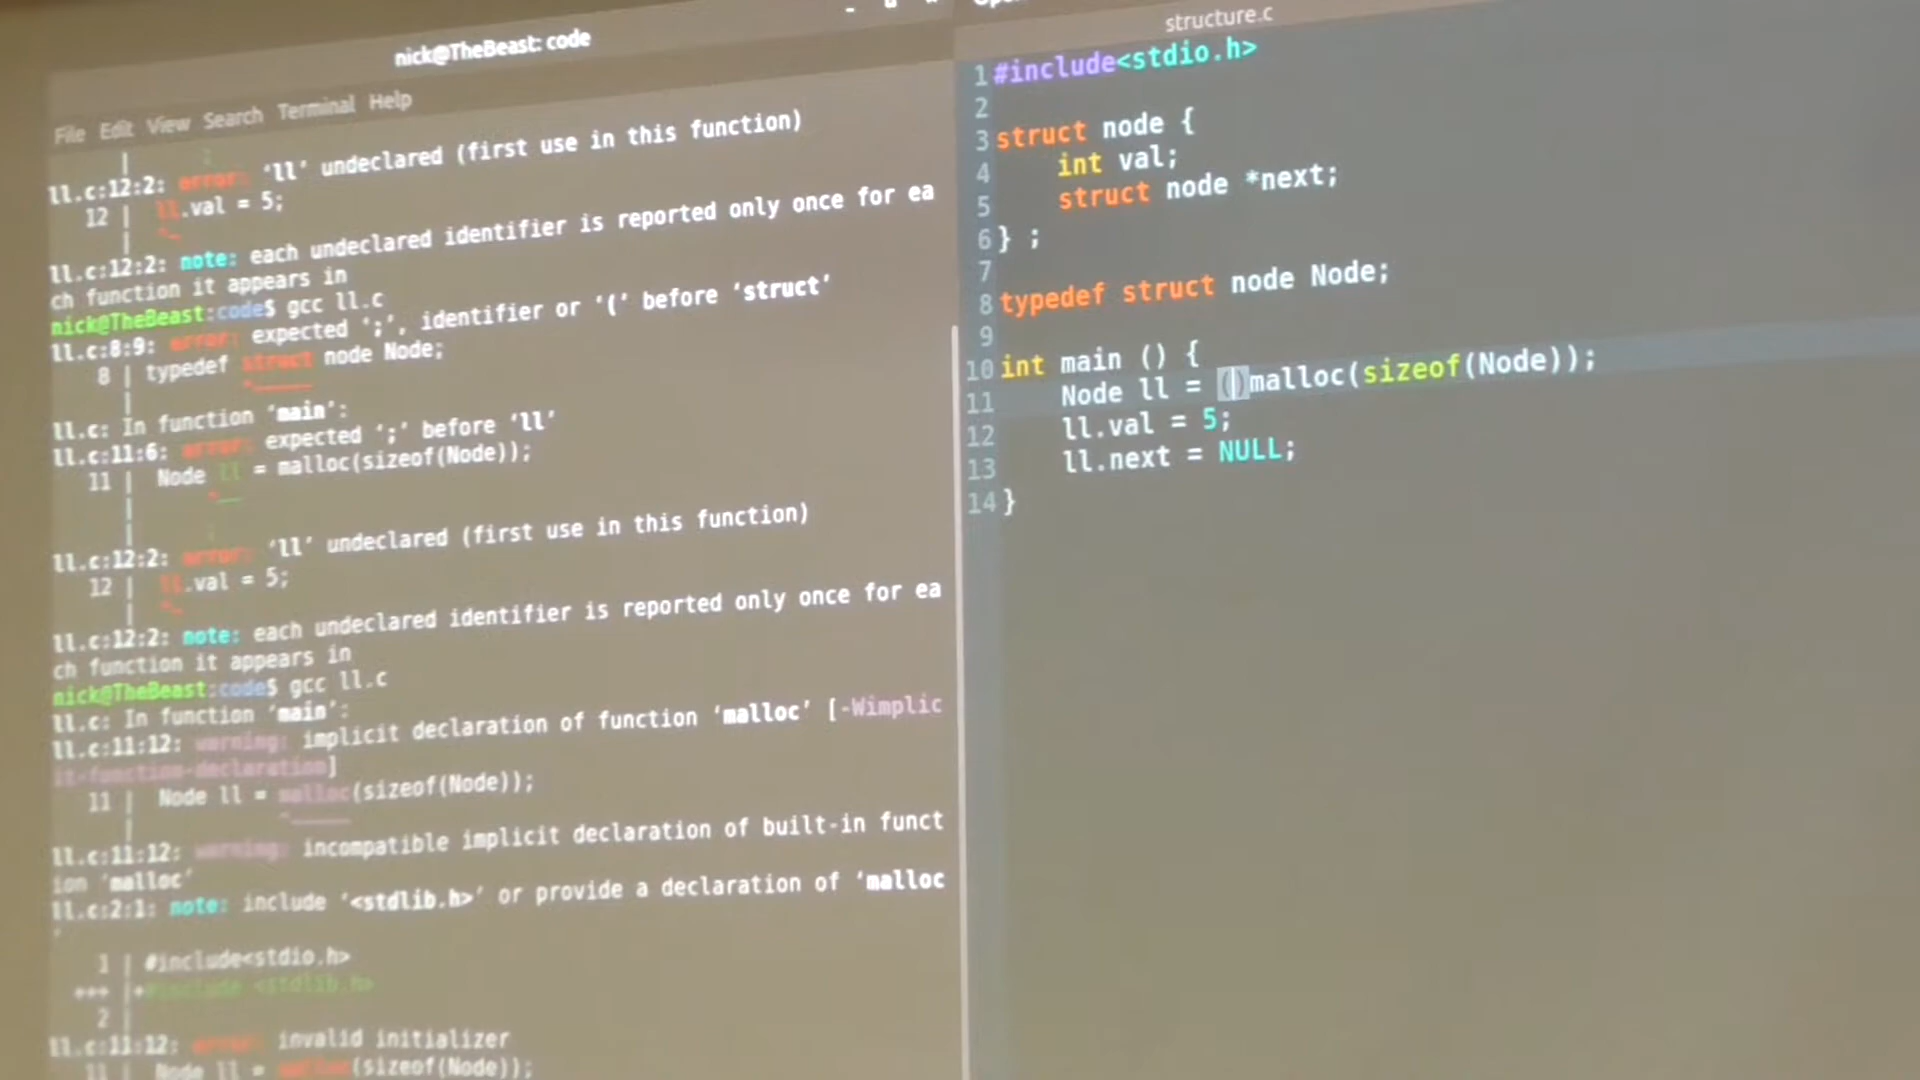 nick@TheBeast: code
File Edit View Search Terminal Help
ll.c:12:2: error: ‘ll’ undeclared (first use in this function)
12 | ll.val = 5;
| ^~
ll.c:12:2: note: each undeclared identifier is reported only once for ea
ch function it appears in
nick@TheBeast:code$ gcc ll.c
ll.c:8:9: error: expected ‘;’, identifier or ‘(’ before ‘struct’
8 | typedef struct node Node;
| ^~~~~~
ll.c: In function ‘main’:
ll.c:11:6: error: expected ‘;’ before ‘ll’
11 | Node ll = malloc(sizeof(Node));
| ^~~
| ;
ll.c:12:2: error: ‘ll’ undeclared (first use in this function)
12 | ll.val = 5;
| ^~
ll.c:12:2: note: each undeclared identifier is reported only once for ea
ch function it appears in
nick@TheBeast:code$ gcc ll.c
ll.c: In function ‘main’:
ll.c:11:12: warning: implicit declaration of function ‘malloc’ [-Wimplic
it-function-declaration]
11 | Node ll = malloc(sizeof(Node));
| ^~~~~~
ll.c:11:12: warning: incompatible implicit declaration of built-in funct
ion ‘malloc’
ll.c:2:1: note: include ‘<stdlib.h>’ or provide a declaration of ‘malloc
’
1 | #include<stdio.h>
+++ |+#include <stdlib.h>
2 |
ll.c:11:12: error: invalid initializer
11 | Node ll = malloc(sizeof(Node));
structure.c
1 #include<stdio.h>
2
3 struct node {
4 int val;
5 struct node *next;
6 } ;
7
8 typedef struct node Node;
9
10 int main () {
11 Node ll = ()malloc(sizeof(Node));
12 ll.val = 5;
13 ll.next = NULL;
14 }